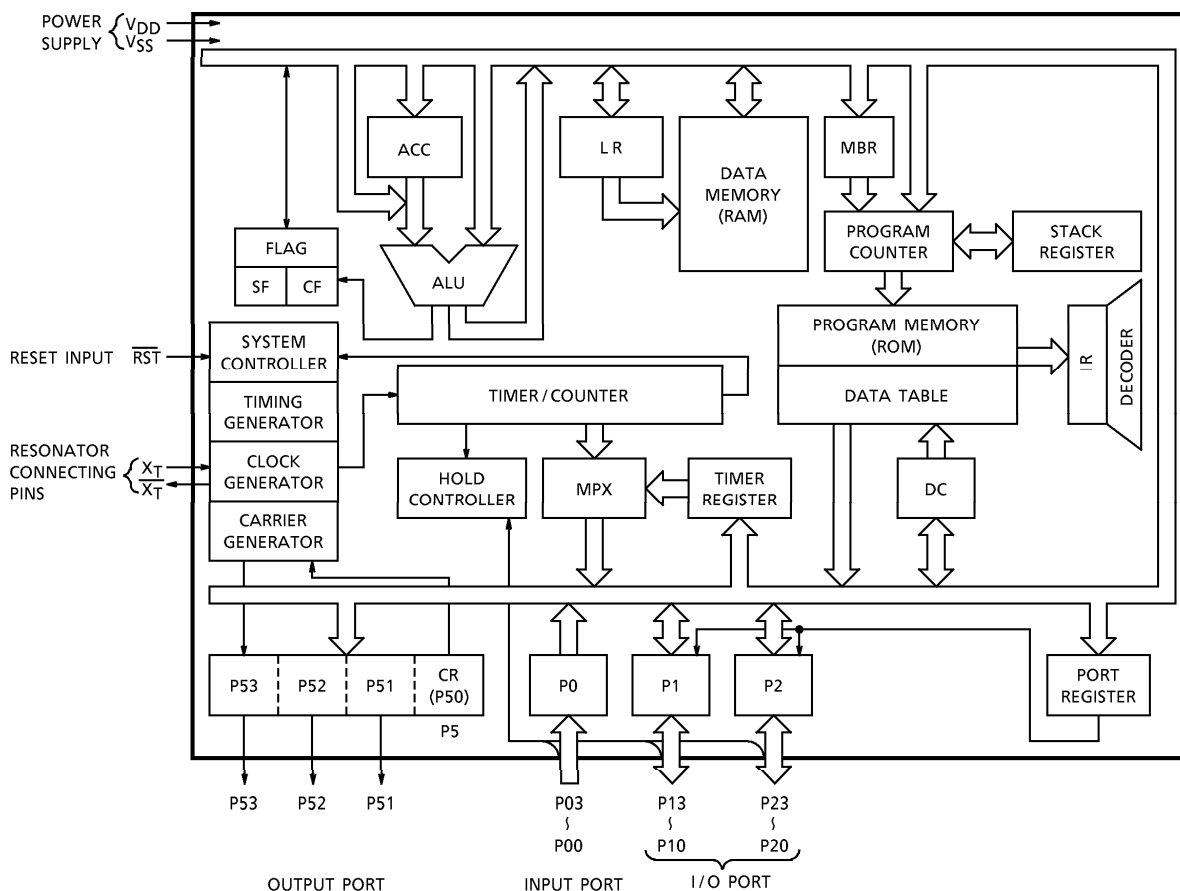 POWER SUPPLY
VDD
VSS
ACC
LR
DATA MEMORY (RAM)
MBR
PROGRAM COUNTER
STACK REGISTER
FLAG
SF
CF
ALU
PROGRAM MEMORY (ROM)
DATA TABLE
IR
DECODER
RESET INPUT
RST
SYSTEM CONTROLLER
TIMING GENERATOR
CLOCK GENERATOR
CARRIER GENERATOR
TIMER/COUNTER
RESONATOR CONNECTING PINS
XT
XT
HOLD CONTROLLER
MPX
TIMER REGISTER
DC
P53
P52
P51
CR (P50)
P5
P0
P1
P2
PORT REGISTER
P53
P52
P51
P03
~
P00
P13
~
P10
P23
~
P20
OUTPUT PORT
INPUT PORT
I/O PORT